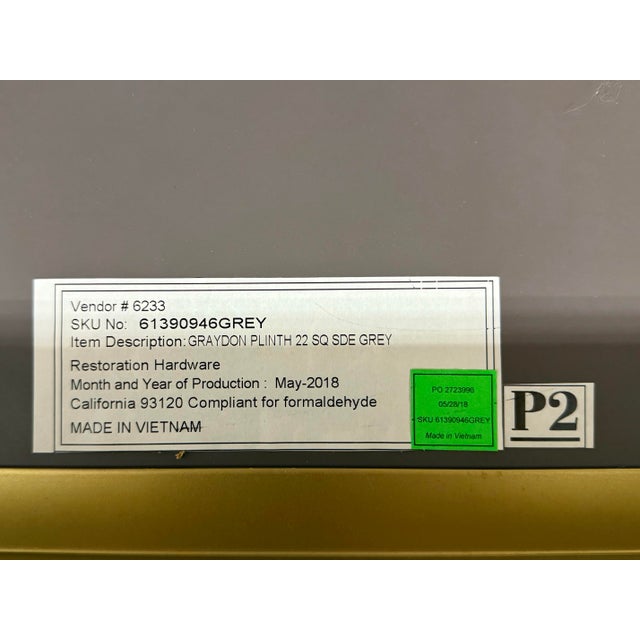 Vendor # 6233
SKU No: 61390946GREY
Item Description: GRAYDON PLINTH 22 SQ SDE GREY
Restoration Hardware
Month and Year of Production : May-2018
California 93120 Compliant for formaldehyde
MADE IN VIETNAM
PO 2723996
05/28/18
SKU 61390946GREY
Made in Vietnam
P2